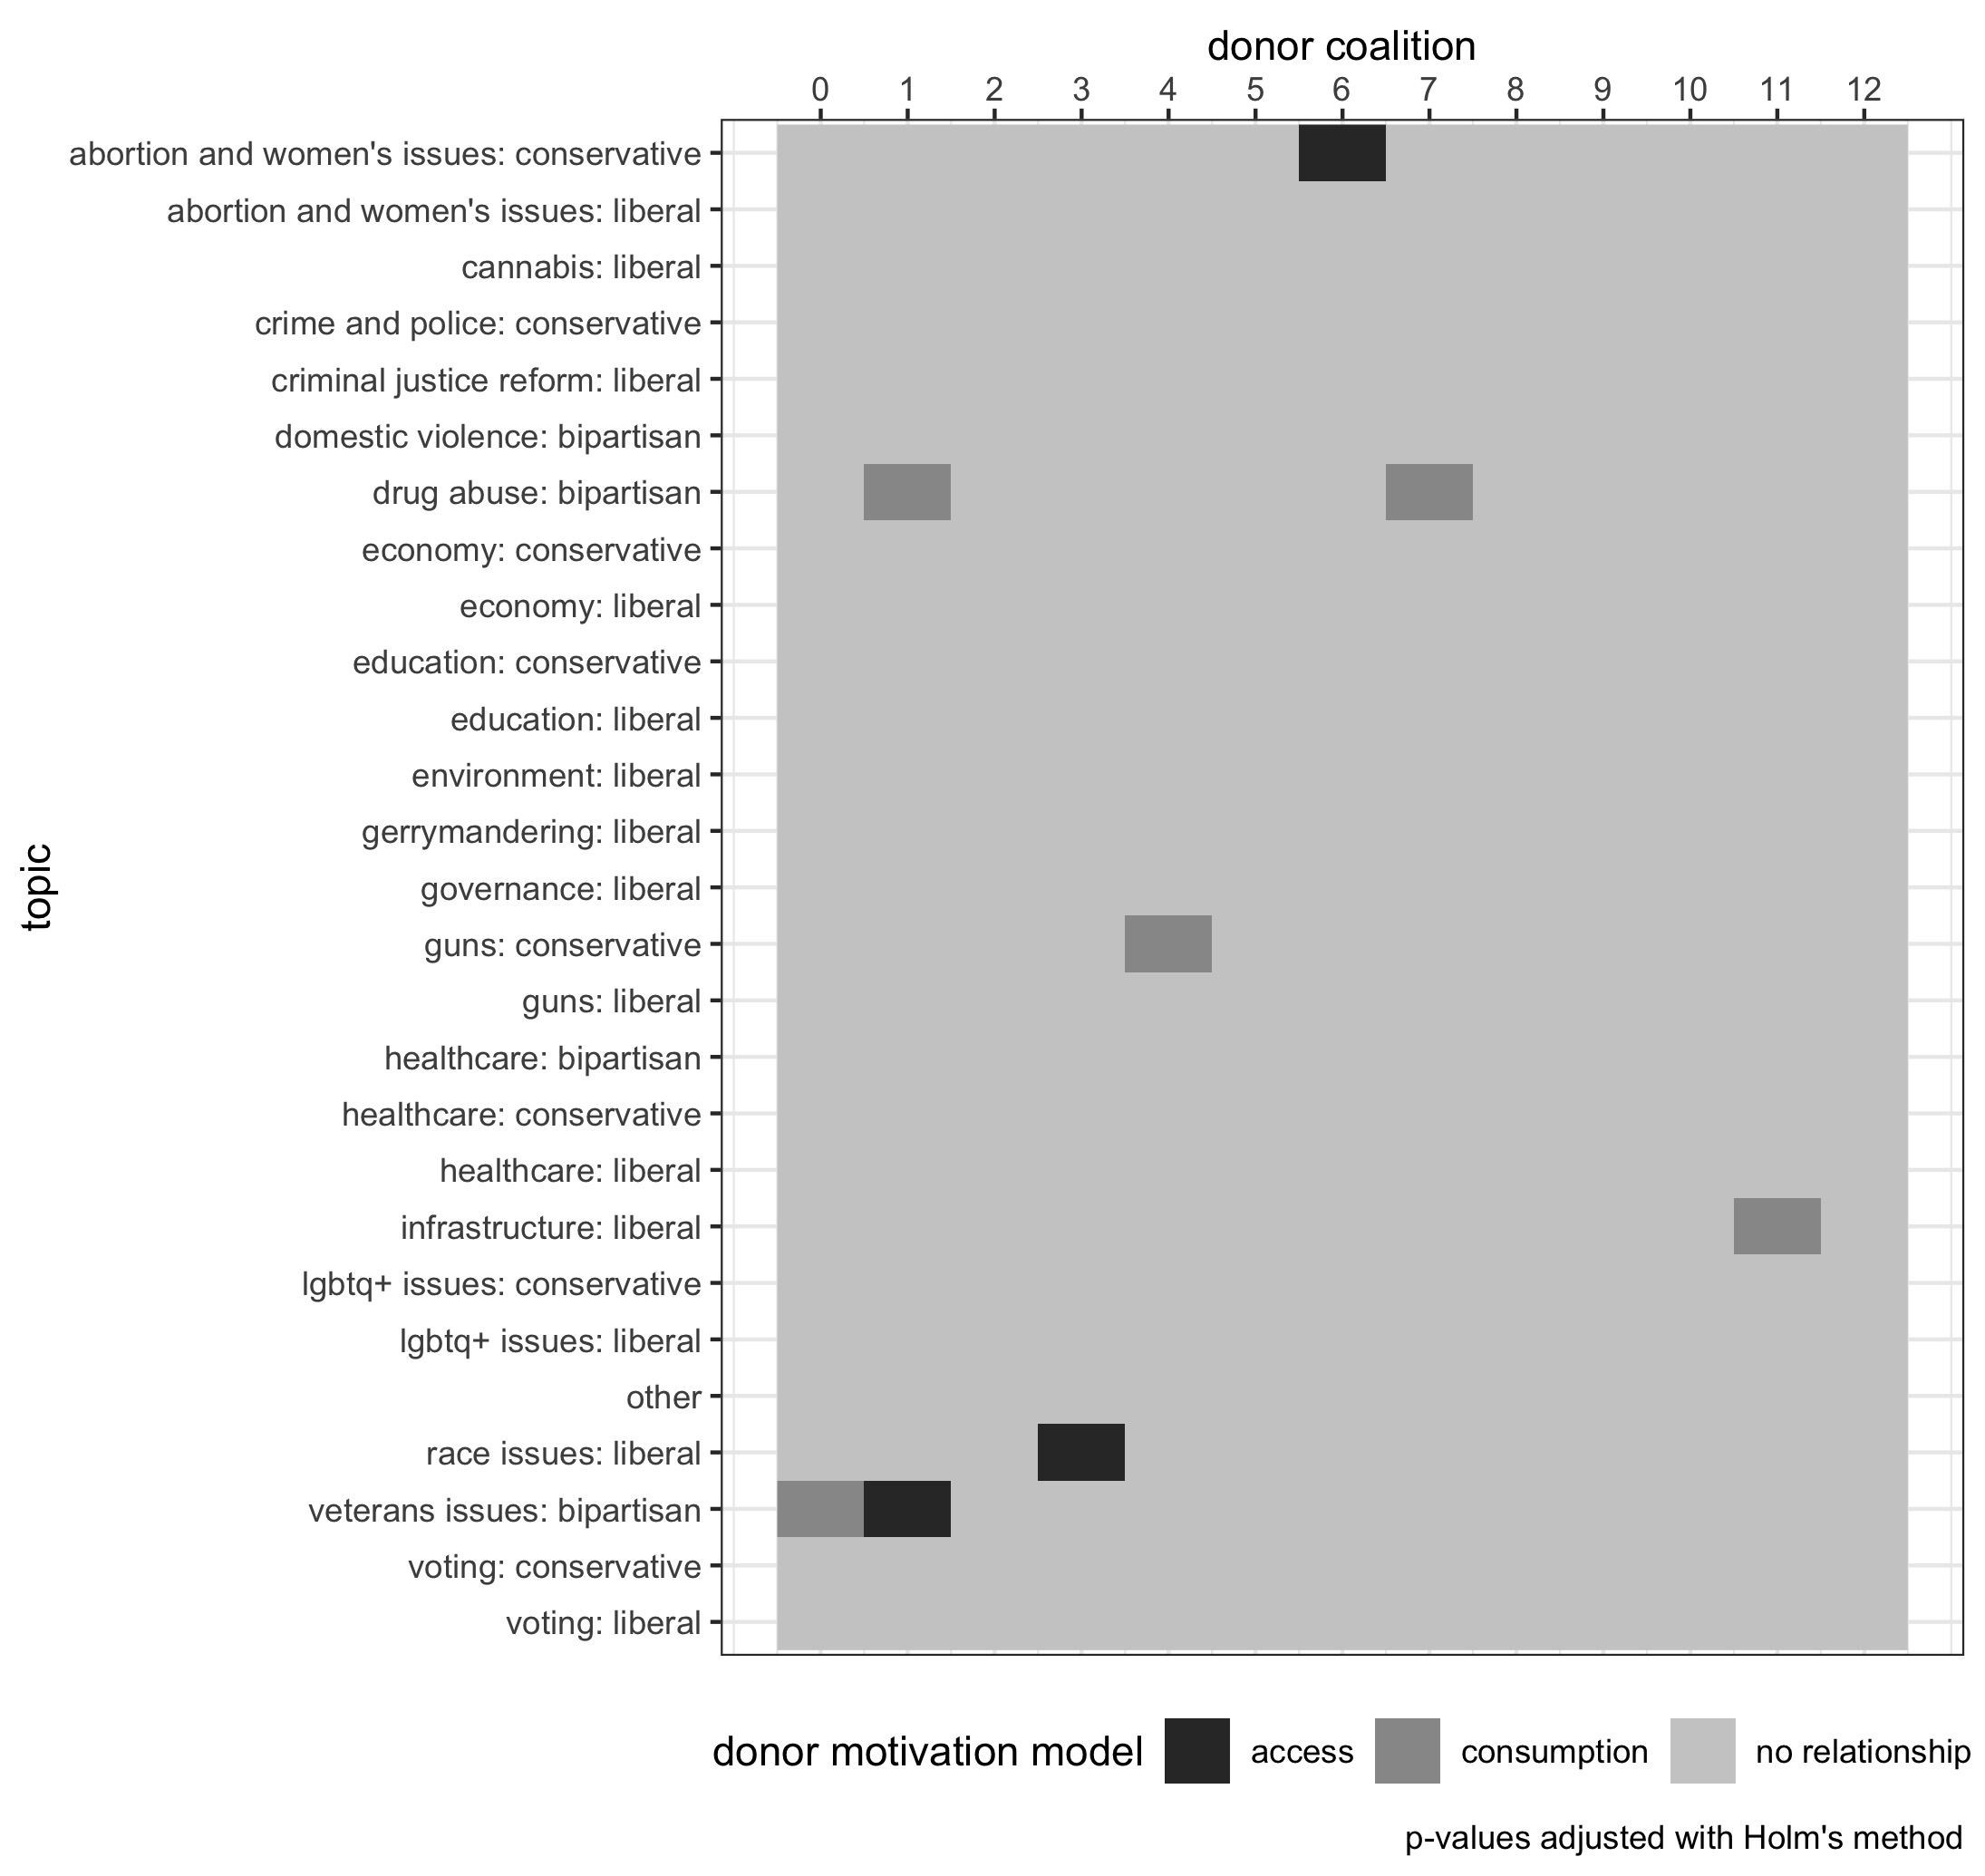 donor coalition
0 1 2 3 4 5 6 7 8 9 10 11 12
abortion and women's issues: conservative
abortion and women's issues: liberal
cannabis: liberal
crime and police: conservative
criminal justice reform: liberal
domestic violence: bipartisan
drug abuse: bipartisan
economy: conservative
economy: liberal
education: conservative
education: liberal
environment: liberal
gerrymandering: liberal
governance: liberal
guns: conservative
guns: liberal
healthcare: bipartisan
healthcare: conservative
healthcare: liberal
infrastructure: liberal
lgbtq+ issues: conservative
lgbtq+ issues: liberal
other
race issues: liberal
veterans issues: bipartisan
voting: conservative
voting: liberal
topic
donor motivation model access consumption no relationship
p-values adjusted with Holm's method